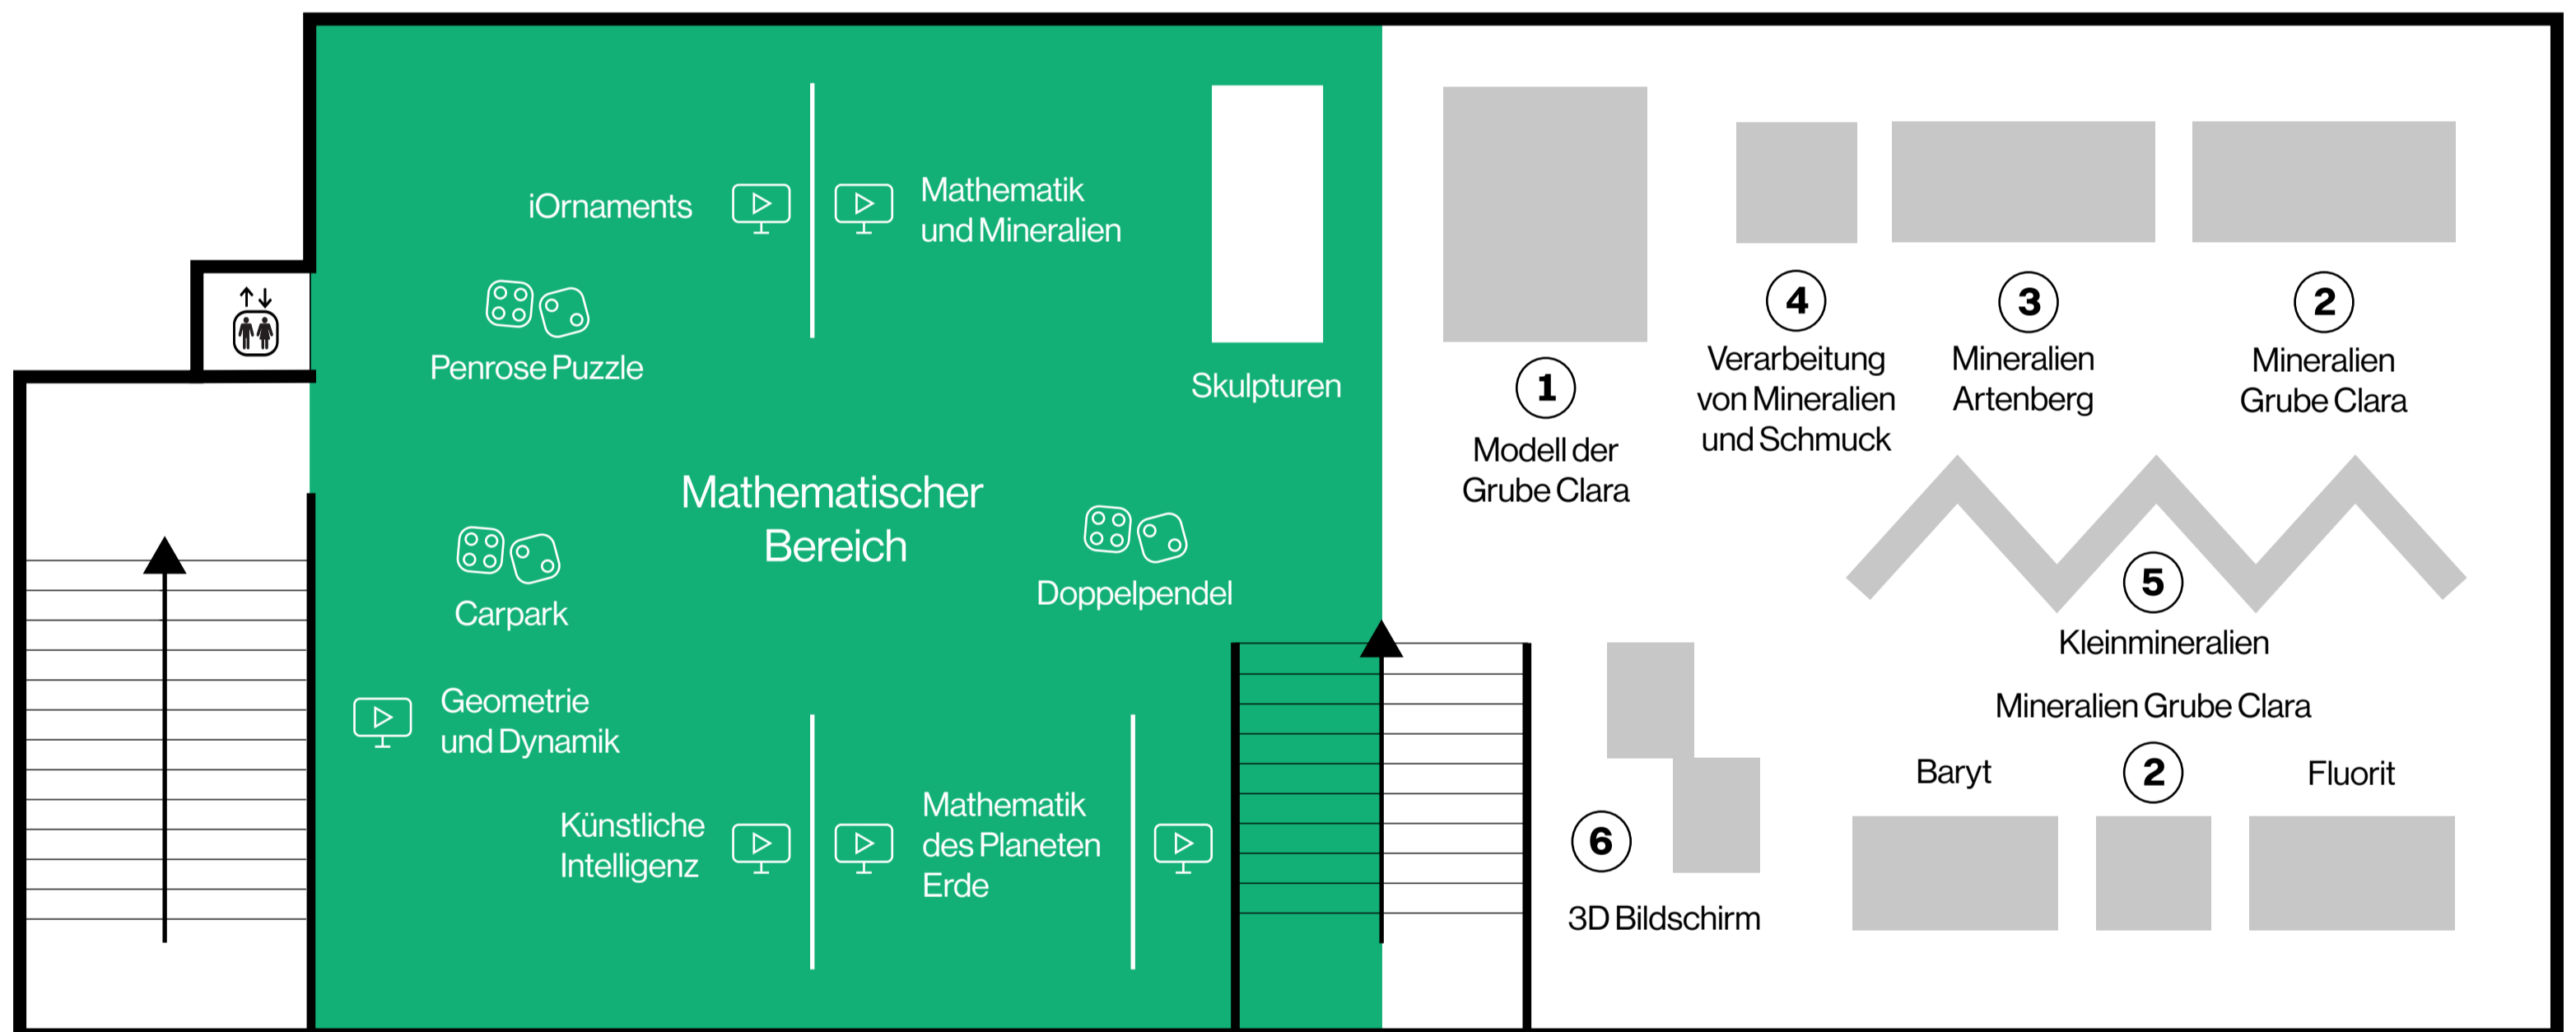 iOrnaments
Mathematik
und Mineralien
Penrose Puzzle
Skulpturen
Mathematischer
Bereich
Carpark
Doppelpendel
Geometrie
und Dynamik
Künstliche
Intelligenz
Mathematik
des Planeten
Erde
1
Modell der
Grube Clara
4
Verarbeitung
von Mineralien
und Schmuck
3
Mineralien
Artenberg
2
Mineralien
Grube Clara
5
Kleinmineralien
Mineralien Grube Clara
Baryt
2
Fluorit
6
3D Bildschirm